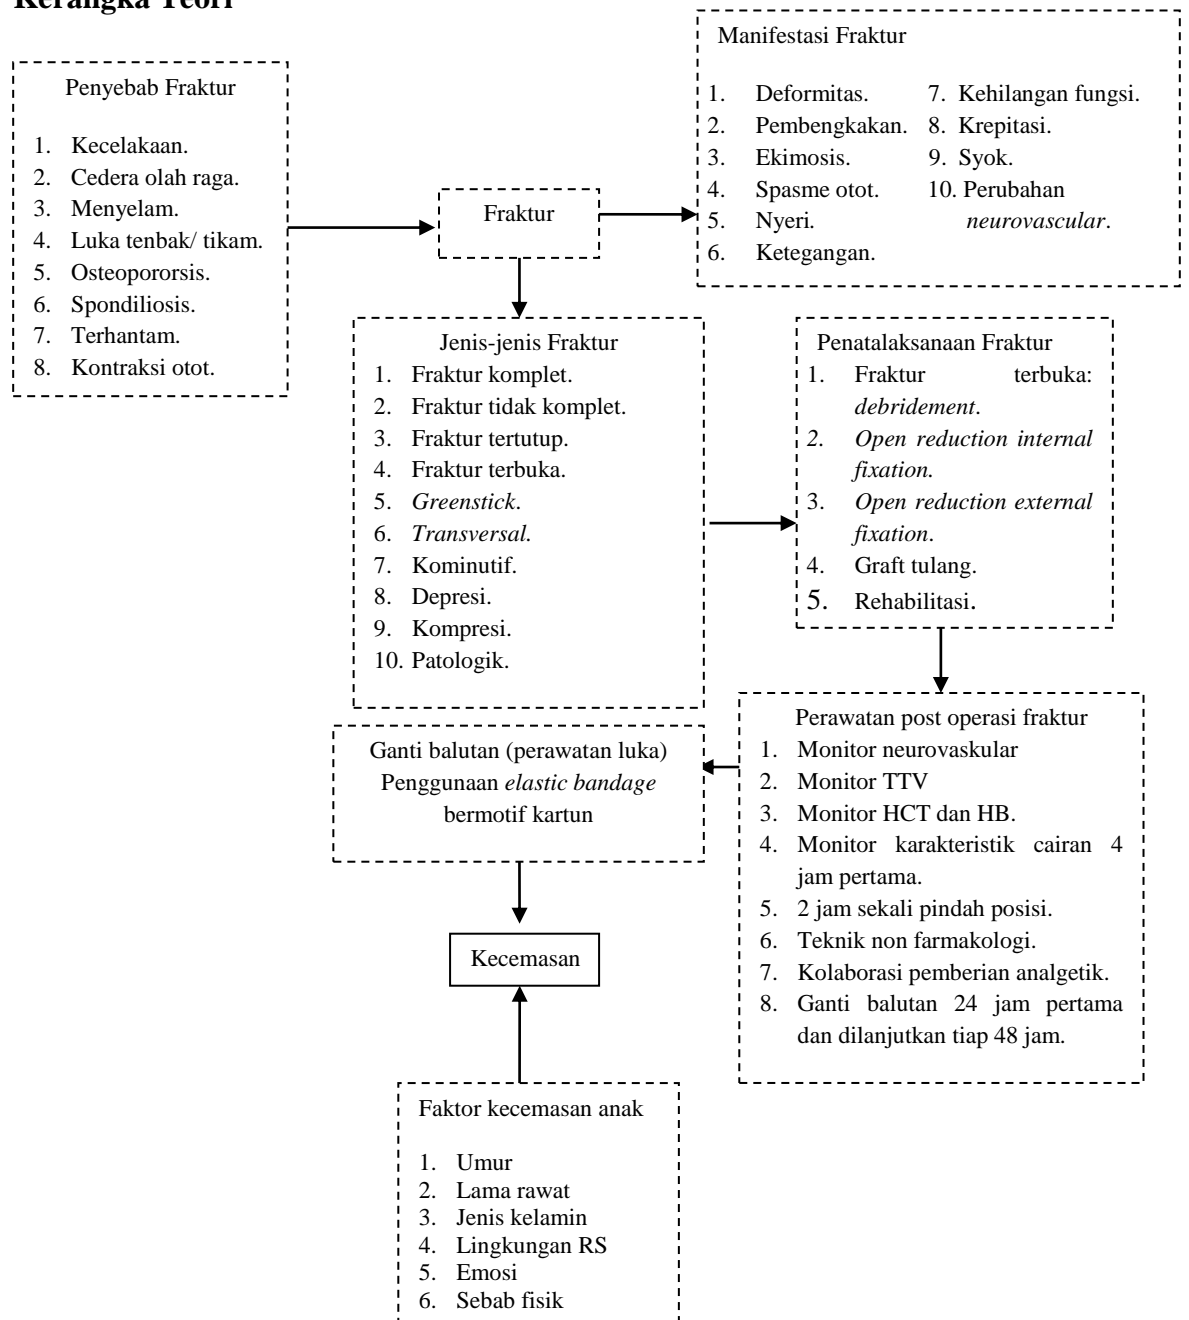 Kerangka Teori
Penyebab Fraktur
1. Kecelakaan.
2. Cedera olah raga.
3. Menyelam.
4. Luka tenbak/ tikam.
5. Osteopororsis.
6. Spondiliosis.
7. Terhantam.
8. Kontraksi otot.
Fraktur
Manifestasi Fraktur
1. Deformitas.
2. Pembengkakan.
3. Ekimosis.
4. Spasme otot.
5. Nyeri.
6. Ketegangan.
7. Kehilangan fungsi.
8. Krepitasi.
9. Syok.
10. Perubahan
neurovascular.
Jenis-jenis Fraktur
1. Fraktur komplet.
2. Fraktur tidak komplet.
3. Fraktur tertutup.
4. Fraktur terbuka.
5. Greenstick.
6. Transversal.
7. Kominutif.
8. Depresi.
9. Kompresi.
10. Patologik.
Penatalaksanaan Fraktur
1. Fraktur terbuka:
debridement.
2. Open reduction internal
fixation.
3. Open reduction external
fixation.
4. Graft tulang.
5. Rehabilitasi.
Perawatan post operasi fraktur
1. Monitor neurovaskular
2. Monitor TTV
3. Monitor HCT dan HB.
4. Monitor karakteristik cairan 4
jam pertama.
5. 2 jam sekali pindah posisi.
6. Teknik non farmakologi.
7. Kolaborasi pemberian analgetik.
8. Ganti balutan 24 jam pertama
dan dilanjutkan tiap 48 jam.
Ganti balutan (perawatan luka)
Penggunaan elastic bandage
bermotif kartun
Kecemasan
Faktor kecemasan anak
1. Umur
2. Lama rawat
3. Jenis kelamin
4. Lingkungan RS
5. Emosi
6. Sebab fisik